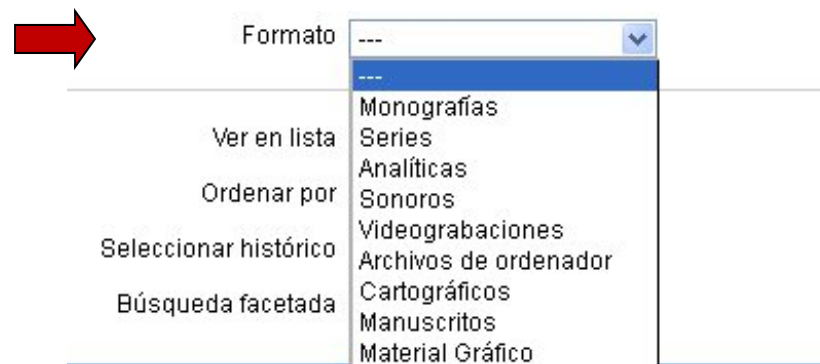 Formato ---
---
Monografías
Ver en lista Series
Analíticas
Ordenar por Sonoros
Videograbaciones
Seleccionar histórico Archivos de ordenador
Búsqueda facetada Cartográficos
Manuscritos
Material Gráfico